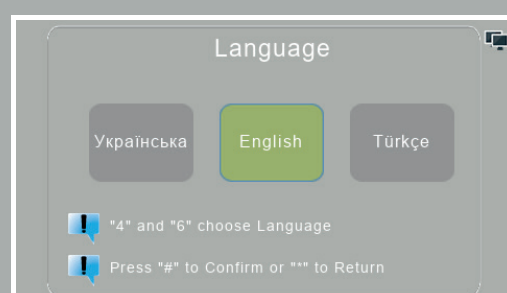 Language
Українська English Türkçe
"4" and "6" choose Language
Press "#" to Confirm or "*" to Return